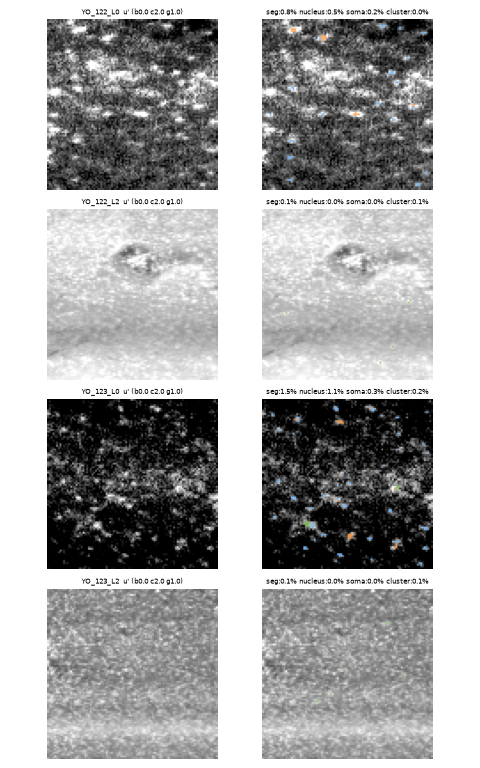 YO_122_L0 u' (b0.0 c2.0 g1.0)
seg:0.8% nucleus:0.5% soma:0.2% cluster:0.0%
YO_122_L2 u' (b0.0 c2.0 g1.0)
seg:0.1% nucleus:0.0% soma:0.0% cluster:0.1%
YO_123_L0 u' (b0.0 c2.0 g1.0)
seg:1.5% nucleus:1.1% soma:0.3% cluster:0.2%
YO_123_L2 u' (b0.0 c2.0 g1.0)
seg:0.1% nucleus:0.0% soma:0.0% cluster:0.1%